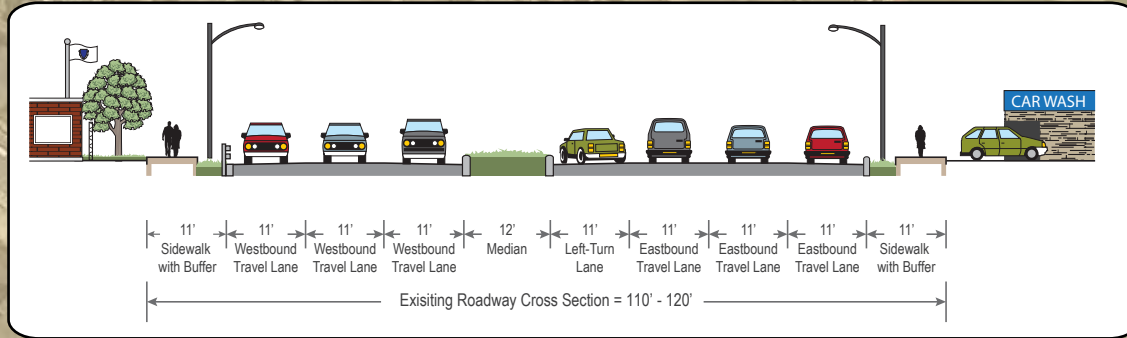 CAR WASH
11' 11' 11' 11' 12' 11' 11' 11' 11' 11'
Sidewalk with Buffer
Westbound Travel Lane
Westbound Travel Lane
Westbound Travel Lane
Median
Left-Turn Lane
Eastbound Travel Lane
Eastbound Travel Lane
Eastbound Travel Lane
Sidewalk with Buffer
Exisiting Roadway Cross Section = 110' - 120'